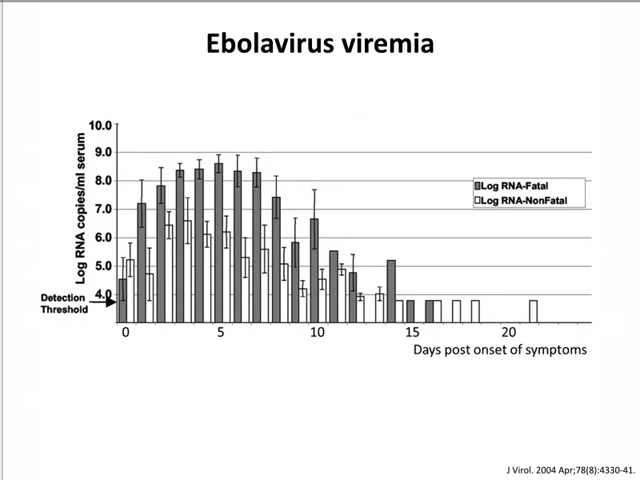 Ebolavirus viremia
Log RNA copies/ml serum
10.0
9.0
8.0
7.0
6.0
5.0
4.0
Detection
Threshold
Log RNA-Fatal
Log RNA-NonFatal
0 5 10 15 20
Days post onset of symptoms
J Virol. 2004 Apr;78(8):4330-41.